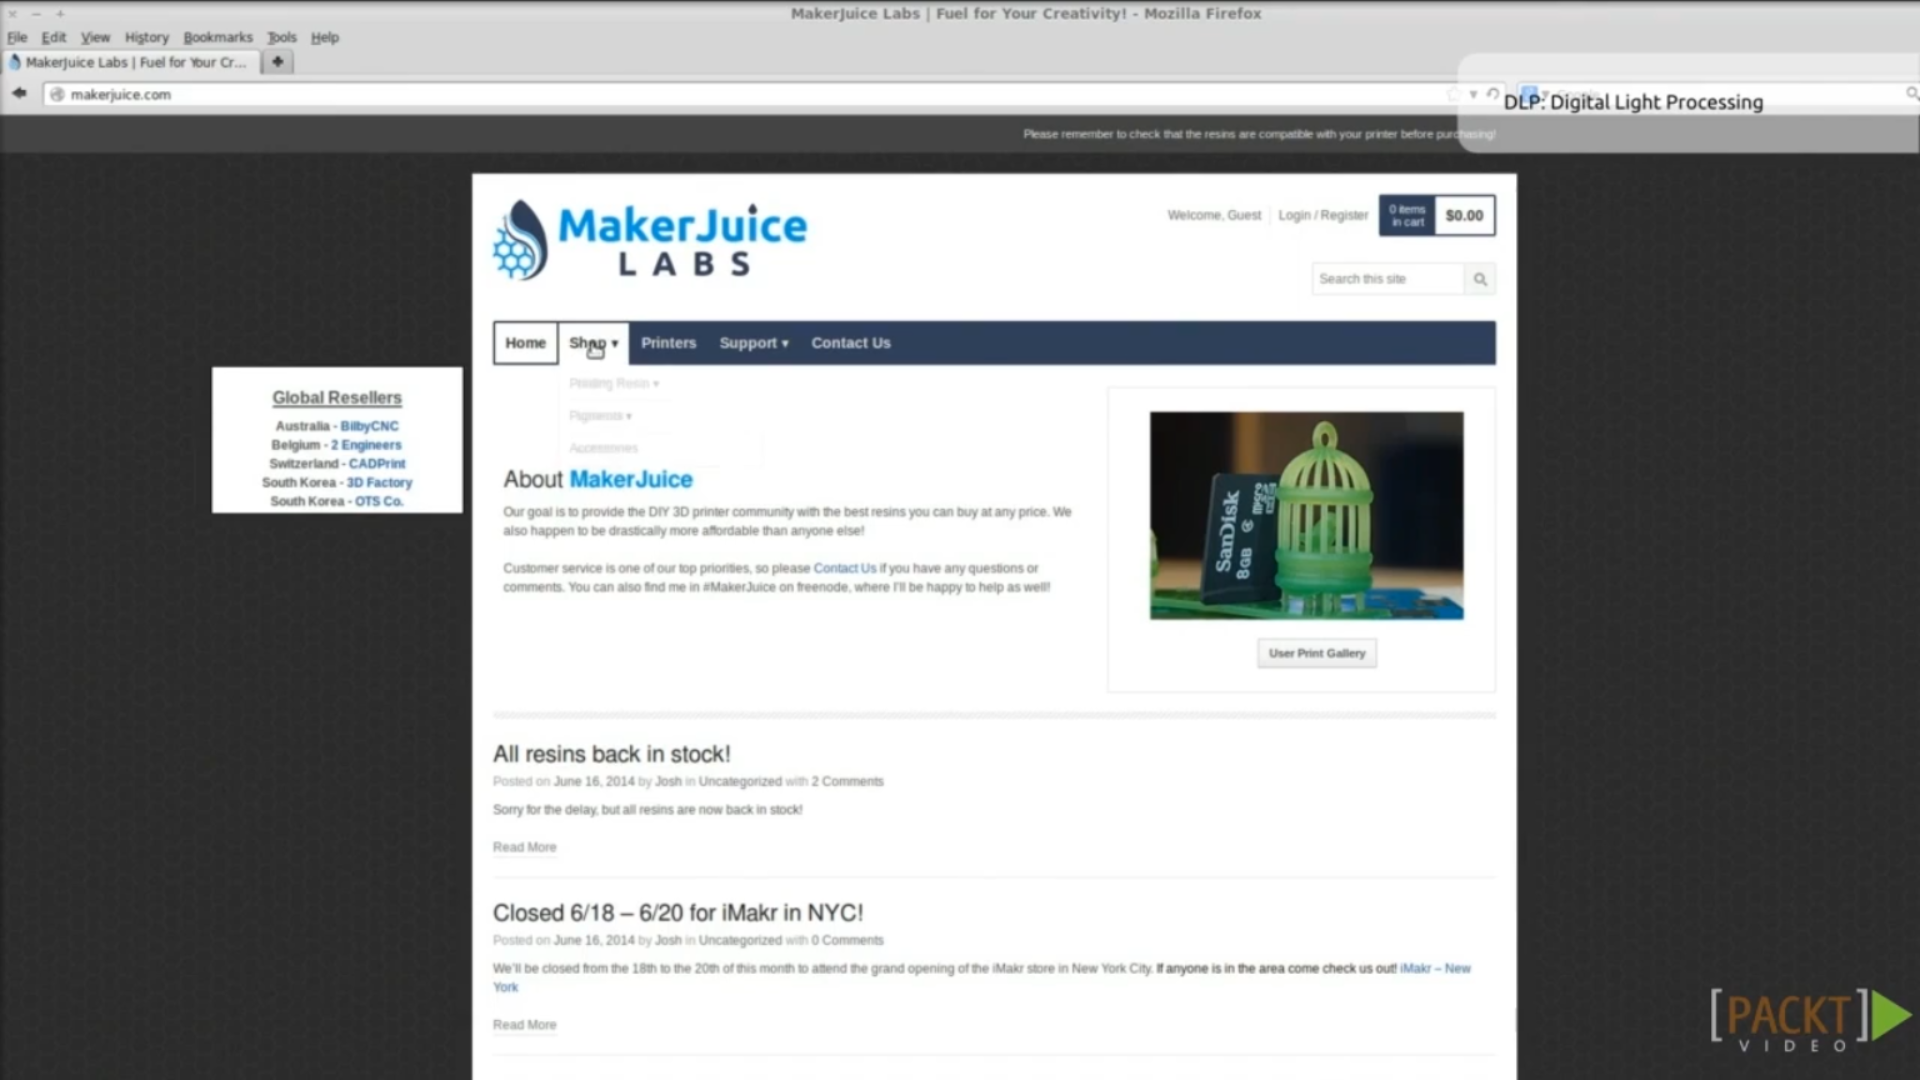 MakerJuice Labs | Fuel for Your Creativity! - Mozilla Firefox
File Edit View History Bookmarks Tools Help
MakerJuice Labs | Fuel for Your Cr...
makerjuice.com
DLP: Digital Light Processing
Please remember to check that the resins are compatible with your printer before purchasing!
MakerJuice
LABS
Welcome, Guest
Login / Register
0 items
in cart
$0.00
Search this site
Home Shop ▾ Printers Support ▾ Contact Us
Printing Resin ▾
Pigments ▾
Accessories
Global Resellers
Australia - BilbyCNC
Belgium - 2 Engineers
Switzerland - CADPrint
South Korea - 3D Factory
South Korea - OTS Co.
About MakerJuice
Our goal is to provide the DIY 3D printer community with the best resins you can buy at any price. We
also happen to be drastically more affordable than anyone else!
Customer service is one of our top priorities, so please Contact Us if you have any questions or
comments. You can also find me in #MakerJuice on freenode, where I'll be happy to help as well!
SanDisk
8GB
micro
User Print Gallery
All resins back in stock!
Posted on June 16, 2014 by Josh in Uncategorized with 2 Comments
Sorry for the delay, but all resins are now back in stock!
Read More
Closed 6/18 – 6/20 for iMakr in NYC!
Posted on June 16, 2014 by Josh in Uncategorized with 0 Comments
We'll be closed from the 18th to the 20th of this month to attend the grand opening of the iMakr store in New York City. If anyone is in the area come check us out! iMakr – New
York
Read More
[PACKT]
VIDEO